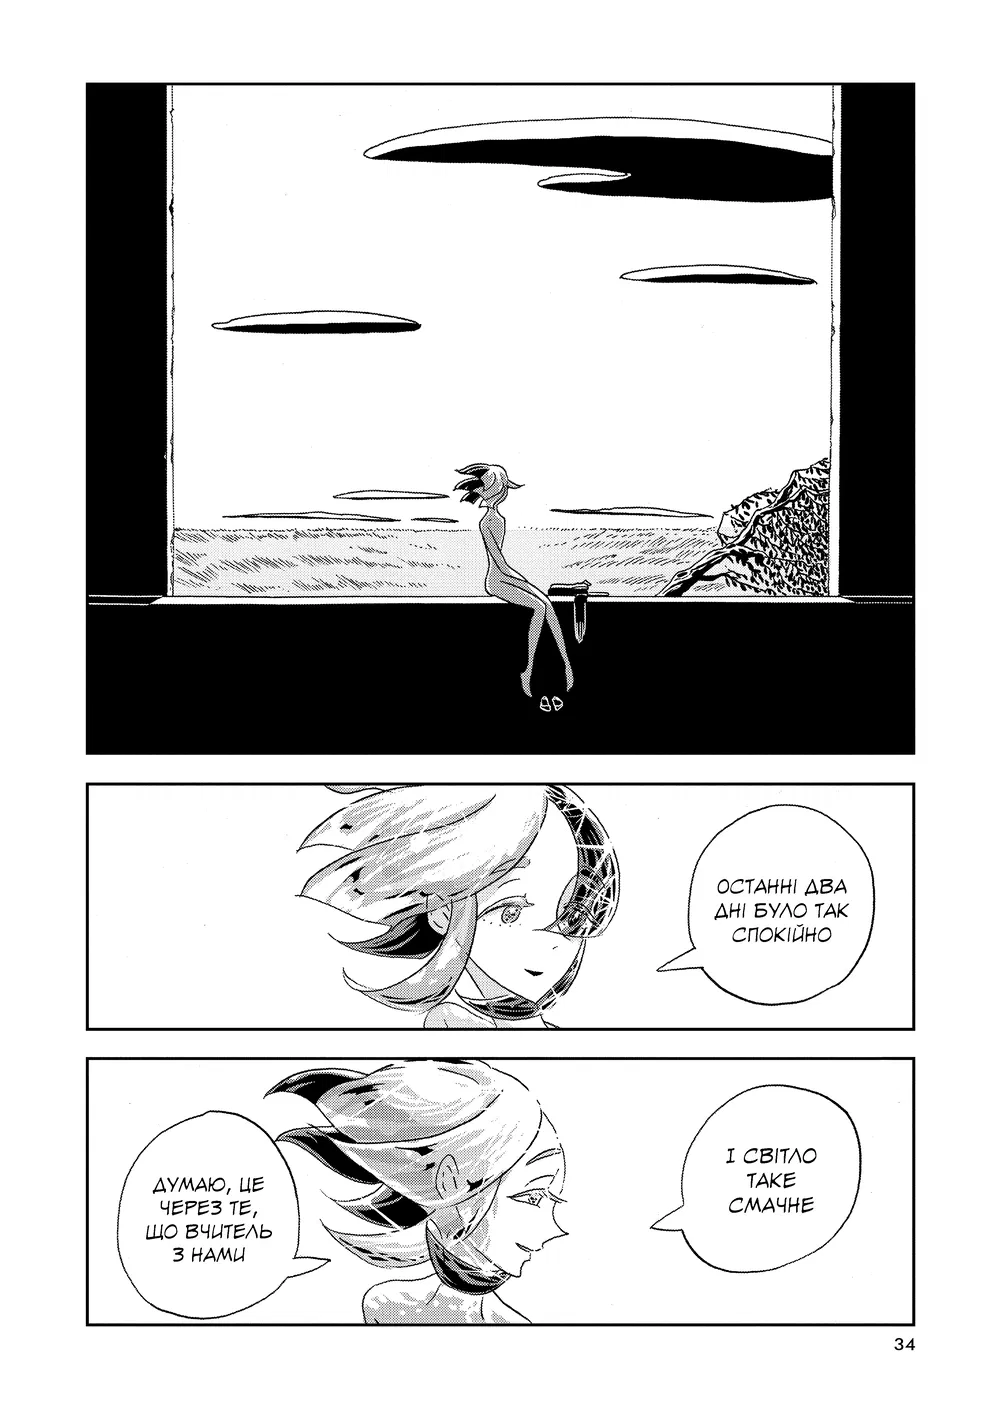 ОСТАННІ ДВА
ДНІ БУЛО ТАК
СПОКІЙНО
І СВІТЛО
ТАКЕ
СМАЧНЕ
ДУМАЮ, ЦЕ
ЧЕРЕЗ ТЕ,
ЩО ВЧИТЕЛЬ
З НАМИ
34